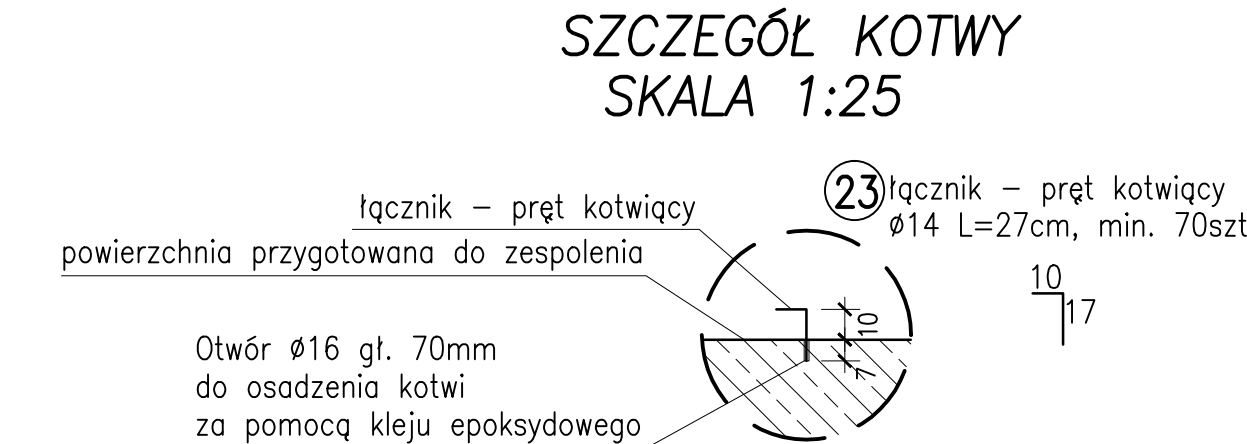 SZCZEGÓŁ KOTWY
SKALA 1:25
23
łącznik – pręt kotwiący
ø14 L=27cm, min. 70szt
łącznik – pręt kotwiący
powierzchnia przygotowana do zespolenia
10
17
10
7
Otwór ø16 gł. 70mm
do osadzenia kotwi
za pomocą kleju epoksydowego